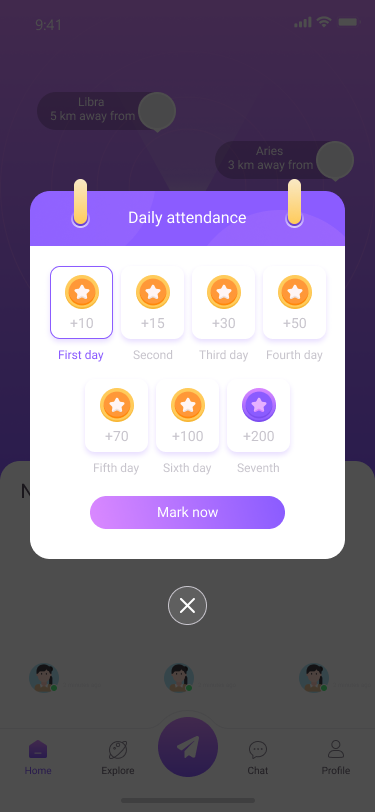 9:41
Libra
5 km away from
Aries
3 km away from
Daily attendance
+10
+15
+30
+50
First day
Second
Third day
Fourth day
+70
+100
+200
Fifth day
Sixth day
Seventh
Mark now
Home
Explore
Chat
Profile